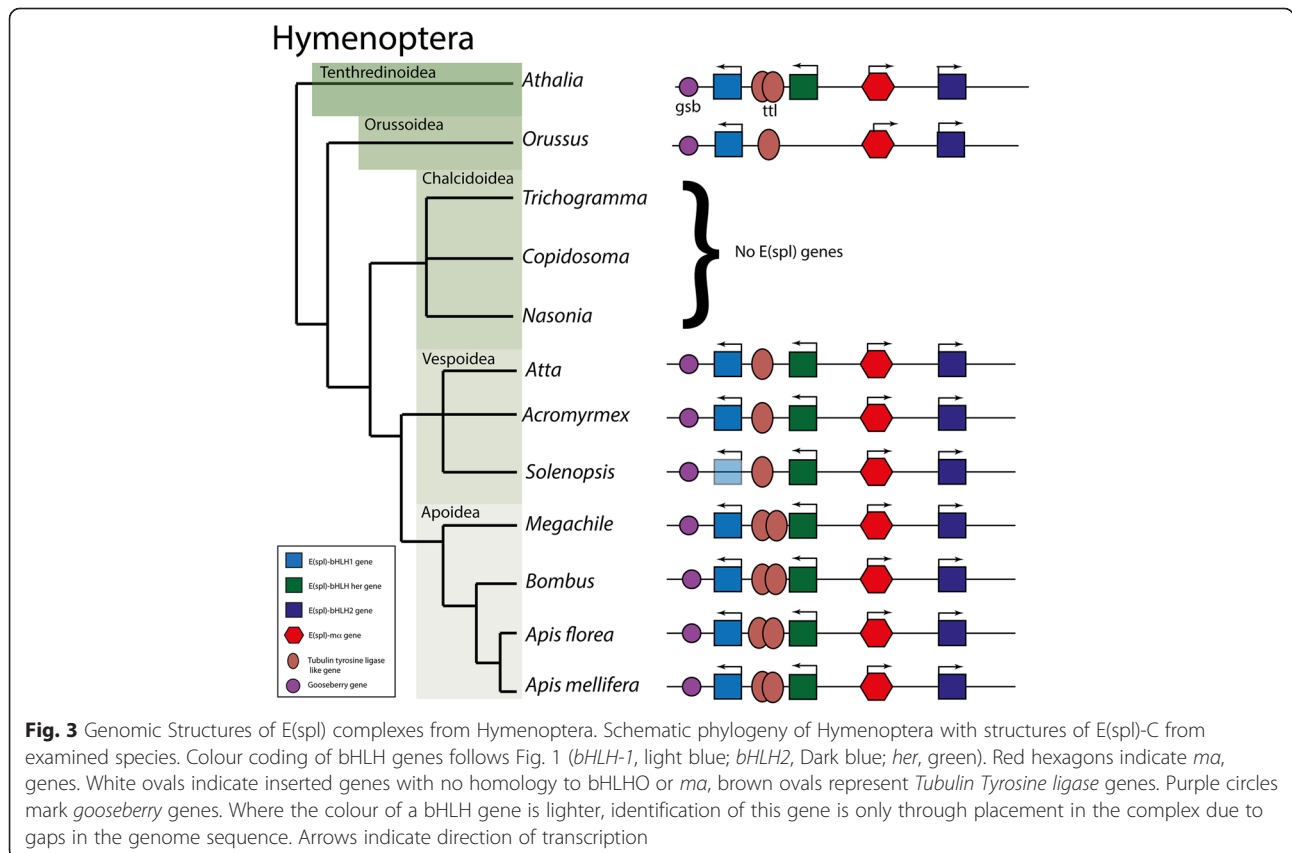 Hymenoptera
Tenthredinoidea
Athalia
gsb
ttl
Orussoidea
Orussus
Chalcidoidea
Trichogramma
Copidosoma
No E(spl) genes
Nasonia
Vespoidea
Atta
Acromyrmex
Solenopsis
Apoidea
Megachile
Bombus
Apis florea
Apis mellifera
E(spl)-bHLH1 gene
E(spl)-bHLH her gene
E(spl)-bHLH2 gene
E(spl)-mα gene
Tubulin tyrosine ligase
like gene
Gooseberry gene
Fig. 3 Genomic Structures of E(spl) complexes from Hymenoptera. Schematic phylogeny of Hymenoptera with structures of E(spl)-C from
examined species. Colour coding of bHLH genes follows Fig. 1 (bHLH-1, light blue; bHLH2, Dark blue; her, green). Red hexagons indicate mα,
genes. White ovals indicate inserted genes with no homology to bHLHO or mα, brown ovals represent Tubulin Tyrosine ligase genes. Purple circles
mark gooseberry genes. Where the colour of a bHLH gene is lighter, identification of this gene is only through placement in the complex due to
gaps in the genome sequence. Arrows indicate direction of transcription